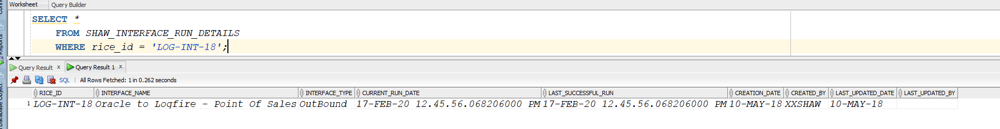 Worksheet Query Builder
SELECT *
FROM SHAW_INTERFACE_RUN_DETAILS
WHERE rice_id = 'LOG-INT-18';
Query Result x Query Result 1 x
SQL | All Rows Fetched: 1 in 0.262 seconds
RICE_ID INTERFACE_NAME INTERFACE_TYPE CURRENT_RUN_DATE LAST_SUCCESSFUL_RUN CREATION_DATE CREATED_BY LAST_UPDATED_DATE LAST_UPDATED_BY
1 LOG-INT-18 Oracle to Logfire - Point Of Sales OutBound 17-FEB-20 12.45.56.068206000 PM 17-FEB-20 12.45.56.068206000 PM 10-MAY-18 XXSHAW 10-MAY-18
Reports
Database Object